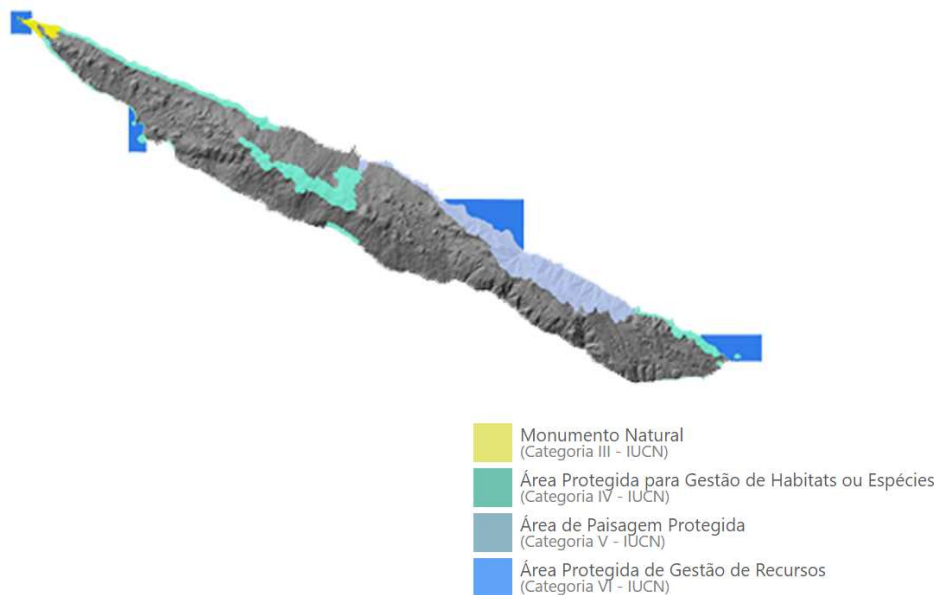 Monumento Natural
(Categoria III - IUCN)
Área Protegida para Gestão de Habitats ou Espécies
(Categoria IV - IUCN)
Área de Paisagem Protegida
(Categoria V - IUCN)
Área Protegida de Gestão de Recursos
(Categoria VI - IUCN)